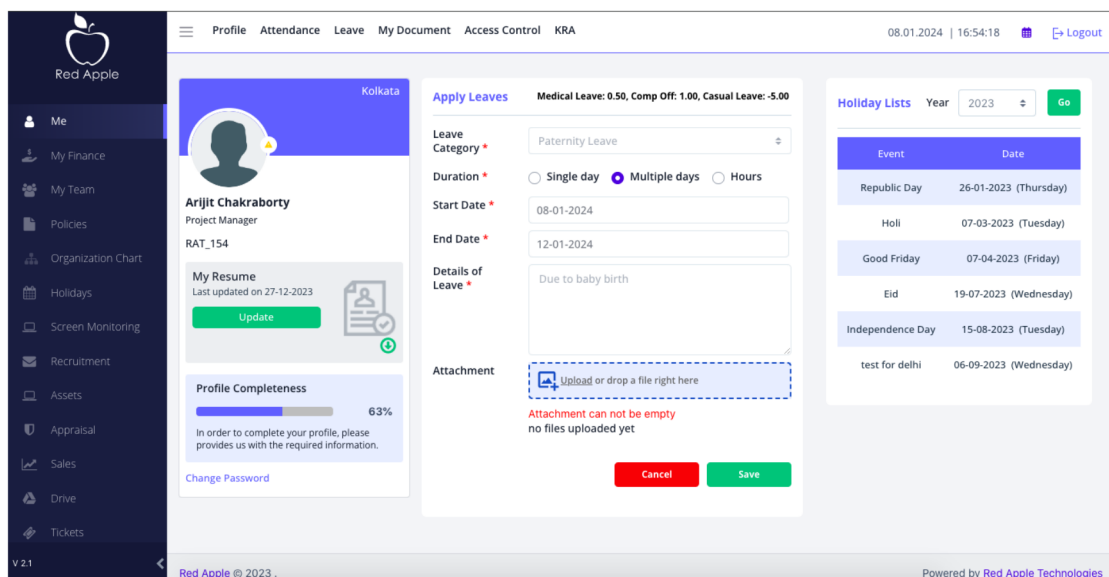 Red Apple
Me
My Finance
My Team
Policies
Organization Chart
Holidays
Screen Monitoring
Recruitment
Assets
Appraisal
Sales
Drive
Tickets
V 2.1
Profile Attendance Leave My Document Access Control KRA
08.01.2024 | 16:54:18 Logout
Kolkata
Arijit Chakraborty
Project Manager
RAT_154
My Resume
Last updated on 27-12-2023
Update
Profile Completeness
63%
In order to complete your profile, please
provides us with the required information.
Change Password
Apply Leaves Medical Leave: 0.50, Comp Off: 1.00, Casual Leave: -5.00
Leave
Category *
Paternity Leave
Duration * Single day Multiple days Hours
Start Date * 08-01-2024
End Date * 12-01-2024
Details of
Leave *
Due to baby birth
Attachment Upload or drop a file right here
Attachment can not be empty
no files uploaded yet
Cancel Save
Holiday Lists Year 2023 Go
Event Date
Republic Day 26-01-2023 (Thursday)
Holi 07-03-2023 (Tuesday)
Good Friday 07-04-2023 (Friday)
Eid 19-07-2023 (Wednesday)
Independence Day 15-08-2023 (Tuesday)
test for delhi 06-09-2023 (Wednesday)
Red Apple © 2023 .
Powered by Red Apple Technologies